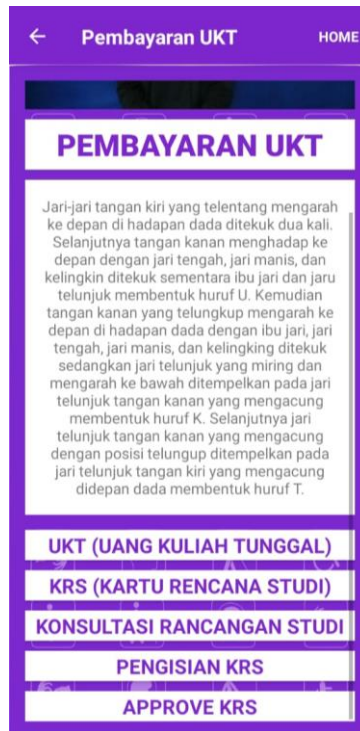 Pembayaran UKT
HOME
PEMBAYARAN UKT
Jari-jari tangan kiri yang telentang mengarah
ke depan di hadapan dada ditekuk dua kali.
Selanjutnya tangan kanan menghadap ke
depan dengan jari tengah, jari manis, dan
kelingkin ditekuk sementara ibu jari dan jaru
telunjuk membentuk huruf U. Kemudian
tangan kanan yang telungkup mengarah ke
depan di hadapan dada dengan ibu jari, jari
tengah, jari manis, dan kelingking ditekuk
sedangkan jari telunjuk yang miring dan
mengarah ke bawah ditempelkan pada jari
telunjuk tangan kanan yang mengacung
membentuk huruf K. Selanjutnya jari
telunjuk tangan kanan yang mengacung
dengan posisi telungup ditempelkan pada
jari telunjuk tangan kiri yang mengacung
didepan dada membentuk huruf T.
UKT (UANG KULIAH TUNGGAL)
KRS (KARTU RENCANA STUDI)
KONSULTASI RANCANGAN STUDI
PENGISIAN KRS
APPROVE KRS